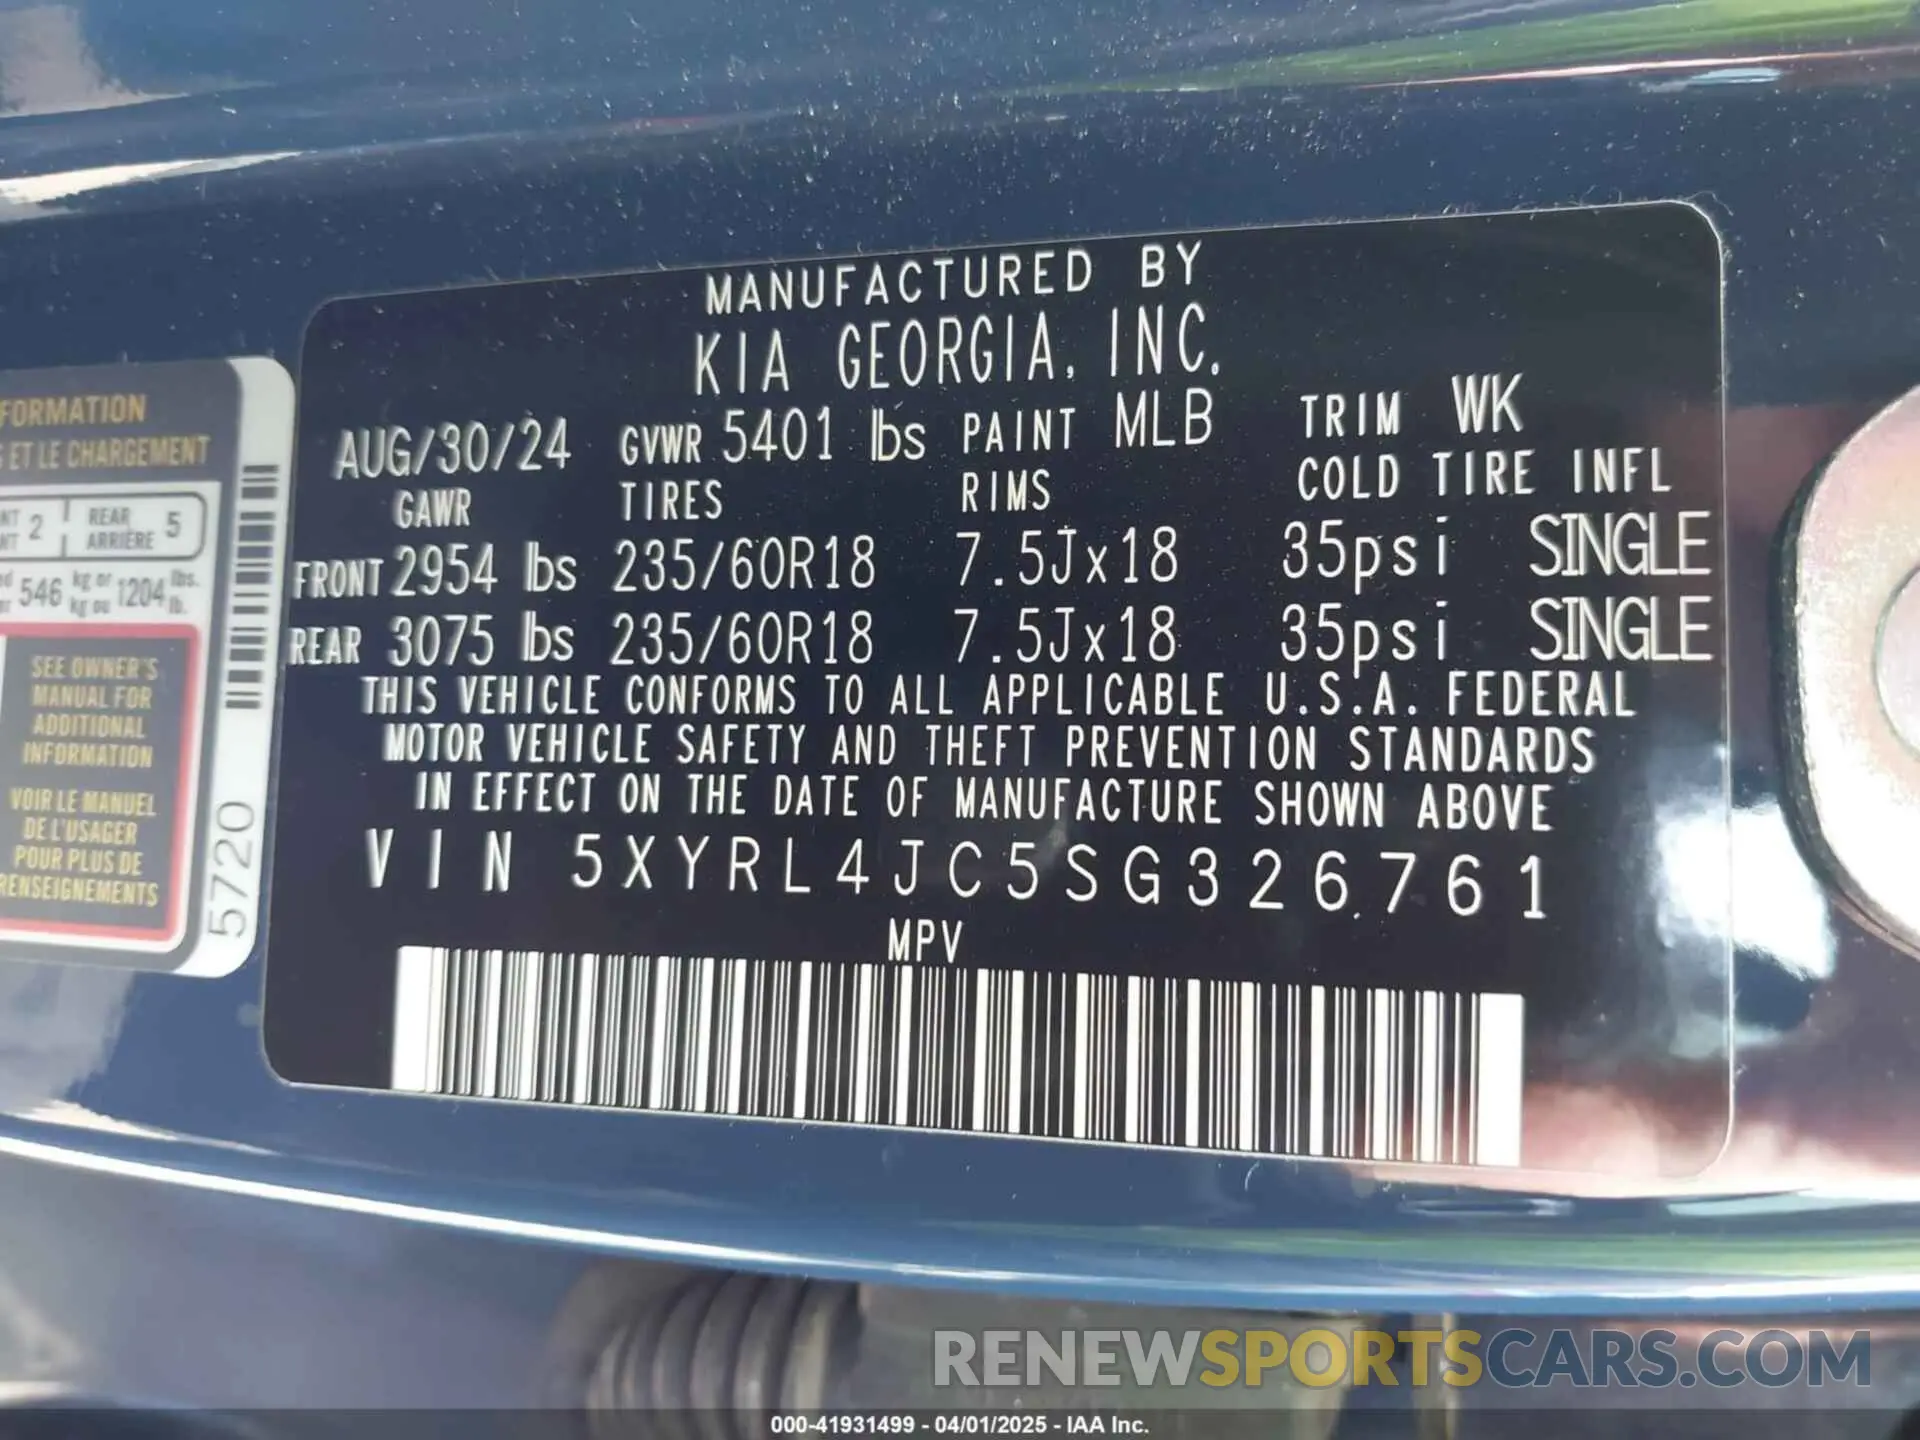 MANUFACTURED BY
KIA GEORGIA, INC.
AUG/30/24 GVWR 5401 lbs PAINT MLB TRIM WK
GAWR TIRES RIMS COLD TIRE INFL
FRONT 2954 lbs 235/60R18 7.5Jx18 35psi SINGLE
REAR 3075 lbs 235/60R18 7.5Jx18 35psi SINGLE
THIS VEHICLE CONFORMS TO ALL APPLICABLE U.S.A. FEDERAL
MOTOR VEHICLE SAFETY AND THEFT PREVENTION STANDARDS
IN EFFECT ON THE DATE OF MANUFACTURE SHOWN ABOVE
VIN 5XYRL4JC5SG326761
MPV
FORMATION
ET LE CHARGEMENT
2 REAR 5
ARRIÈRE
546 kg or 1204 lbs.
kg ou lb.
SEE OWNER'S
MANUAL FOR
ADDITIONAL
INFORMATION
VOIR LE MANUEL
DE L'USAGER
POUR PLUS DE
RENSEIGNEMENTS
5720
RENEWSPORTSCARS.COM
000-41931499 - 04/01/2025 - IAA Inc.